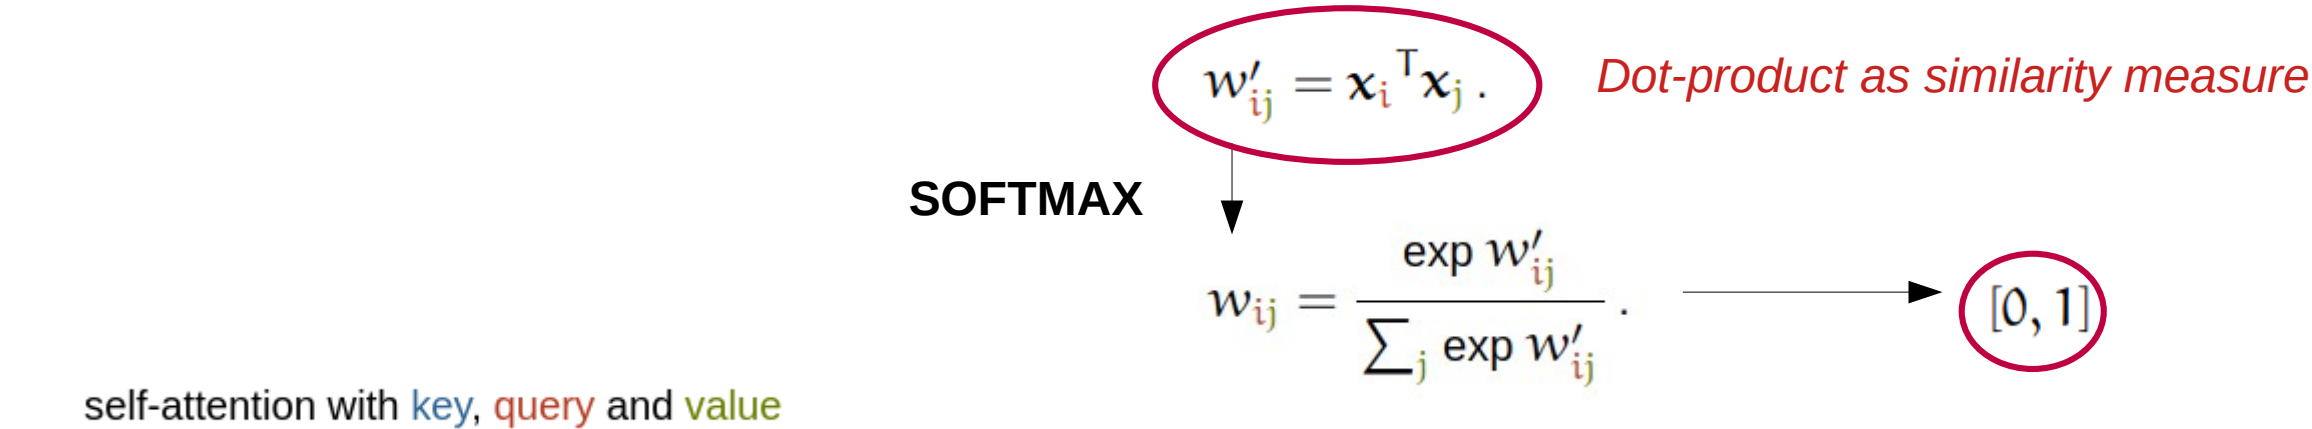 w′ij = xiᵀxj .
Dot-product as similarity measure
SOFTMAX
wij = exp w′ij / ∑j exp w′ij .
[0, 1]
self-attention with key, query and value